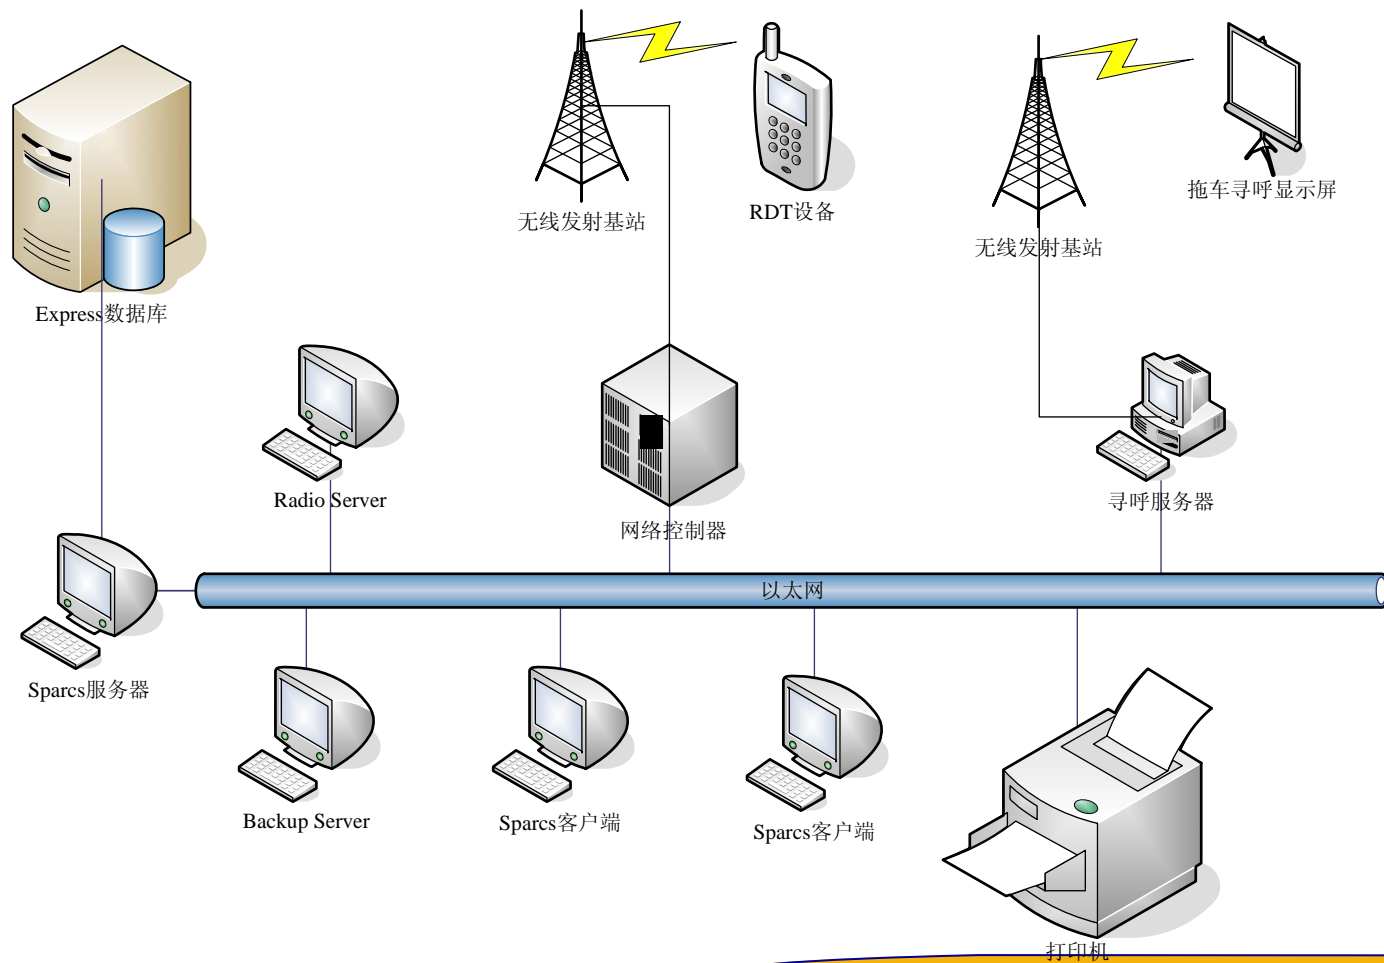 拖车寻呼显示屏
RDT设备
无线发射基站
无线发射基站
Express数据库
Radio Server
寻呼服务器
网络控制器
以太网
Sparcs服务器
Backup Server
Sparcs客户端
Sparcs客户端
打印机